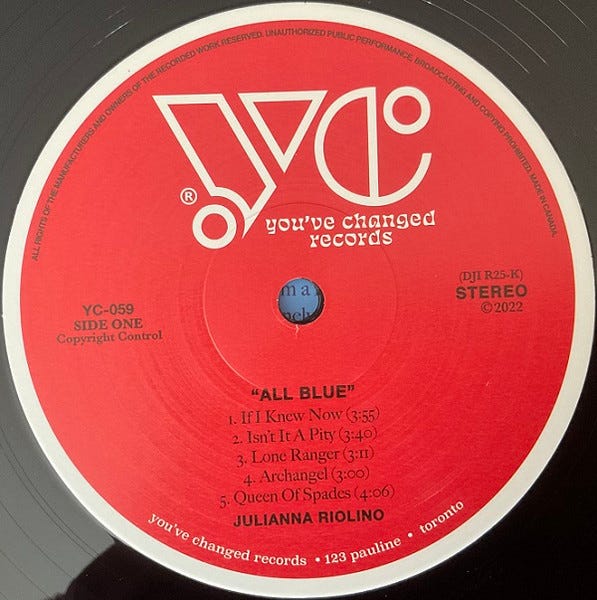 ALL RIGHTS OF THE MANUFACTURERS AND OWNERS OF THE RECORDED WORK RESERVED. UNAUTHORIZED PUBLIC PERFORMANCE, BROADCASTING AND COPYING PROHIBITED. MADE IN CANADA.
yc
®
you've changed
records
YC-059
SIDE ONE
Copyright Control
(DJI R25-K)
STEREO
©2022
"ALL BLUE"
1. If I Knew Now (3:55)
2. Isn't It A Pity (3:40)
3. Lone Ranger (3:11)
4. Archangel (3:00)
5. Queen Of Spades (4:06)
JULIANNA RIOLINO
you've changed records • 123 pauline • toronto